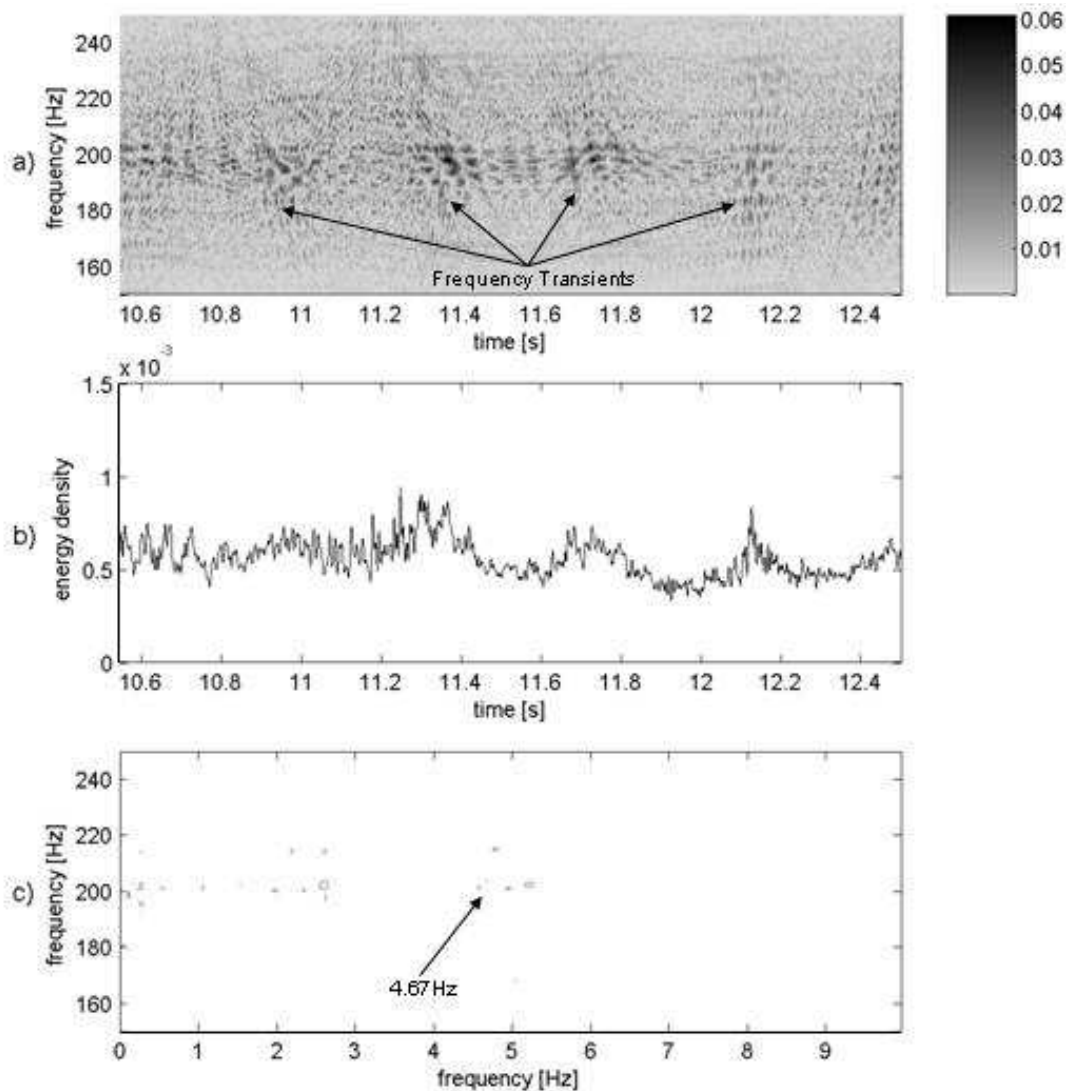 a)
frequency [Hz]
240
220
200
180
160
Frequency Transients
10.6 10.8 11 11.2 11.4 11.6 11.8 12 12.2 12.4
time [s]
0.06
0.05
0.04
0.03
0.02
0.01
b)
energy density
x 10⁻³
1.5
1
0.5
0
10.6 10.8 11 11.2 11.4 11.6 11.8 12 12.2 12.4
time [s]
c)
frequency [Hz]
240
220
200
180
160
4.67Hz
0 1 2 3 4 5 6 7 8 9
frequency [Hz]